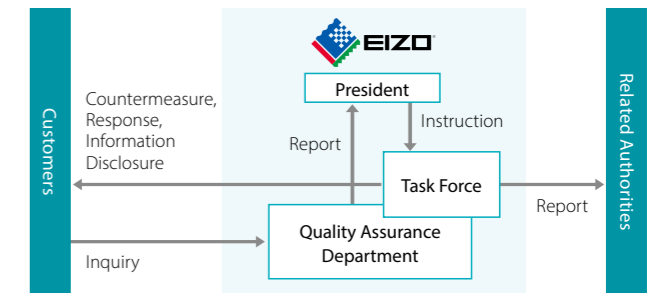 EIZO
President
Countermeasure,
Response,
Information
Disclosure
Report
Instruction
Customers
Task Force
Related Authorities
Report
Quality Assurance
Department
Inquiry